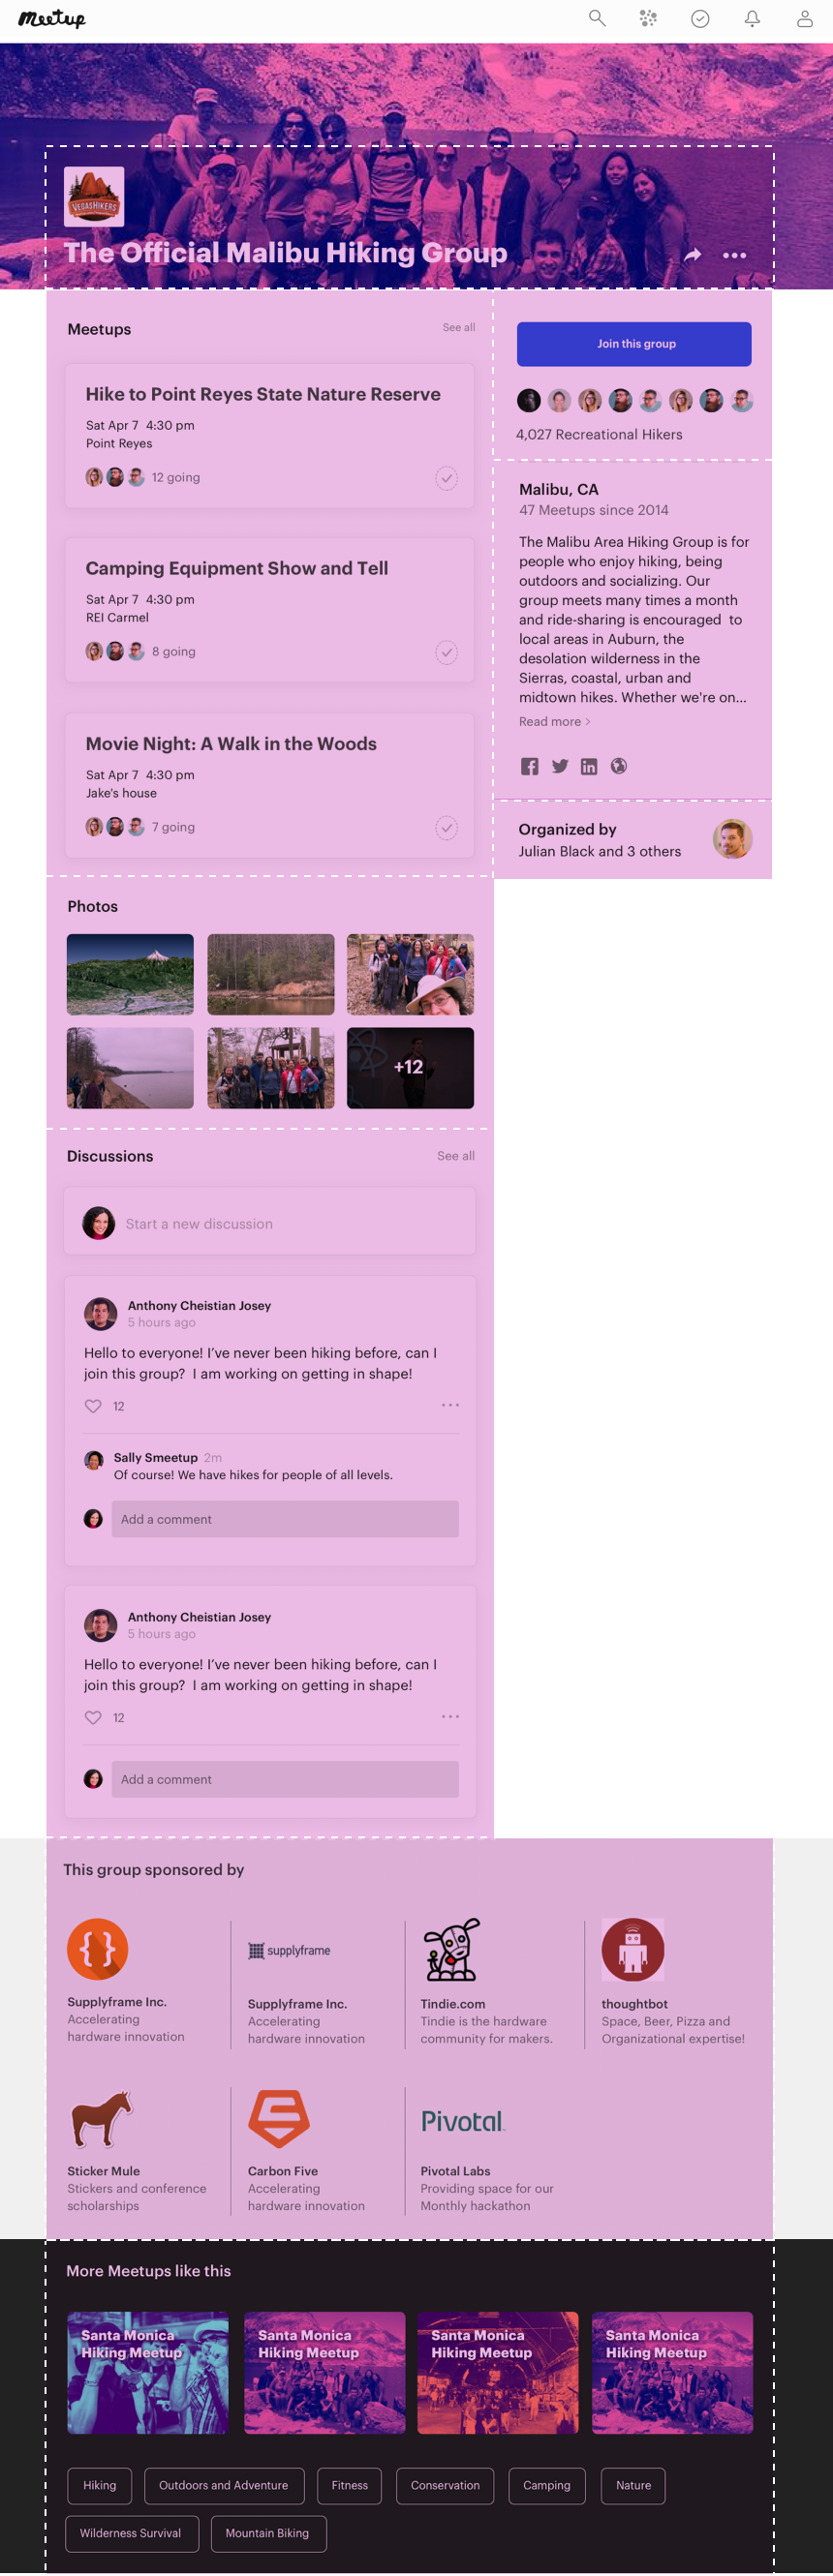 Meetup
VEGASHIKERS
The Official Malibu Hiking Group
Meetups
See all
Hike to Point Reyes State Nature Reserve
Sat Apr 7 4:30 pm
Point Reyes
12 going
Camping Equipment Show and Tell
Sat Apr 7 4:30 pm
REI Carmel
8 going
Movie Night: A Walk in the Woods
Sat Apr 7 4:30 pm
Jake's house
7 going
Join this group
4,027 Recreational Hikers
Malibu, CA
47 Meetups since 2014
The Malibu Area Hiking Group is for
people who enjoy hiking, being
outdoors and socializing. Our
group meets many times a month
and ride-sharing is encouraged to
local areas in Auburn, the
desolation wilderness in the
Sierras, coastal, urban and
midtown hikes. Whether we're on...
Read more >
Organized by
Julian Black and 3 others
Photos
+12
Discussions
See all
Start a new discussion
Anthony Cheistian Josey
5 hours ago
Hello to everyone! I've never been hiking before, can I
join this group? I am working on getting in shape!
12
Sally Smeetup 2m
Of course! We have hikes for people of all levels.
Add a comment
Anthony Cheistian Josey
5 hours ago
Hello to everyone! I've never been hiking before, can I
join this group? I am working on getting in shape!
12
Add a comment
This group sponsored by
Supplyframe Inc.
Accelerating
hardware innovation
supplyframe
Supplyframe Inc.
Accelerating
hardware innovation
Tindie.com
Tindie is the hardware
community for makers.
thoughtbot
Space, Beer, Pizza and
Organizational expertise!
Sticker Mule
Stickers and conference
scholarships
Carbon Five
Accelerating
hardware innovation
Pivotal
Pivotal Labs
Providing space for our
Monthly hackathon
More Meetups like this
Santa Monica
Hiking Meetup
Santa Monica
Hiking Meetup
Santa Monica
Hiking Meetup
Santa Monica
Hiking Meetup
Hiking
Outdoors and Adventure
Fitness
Conservation
Camping
Nature
Wilderness Survival
Mountain Biking